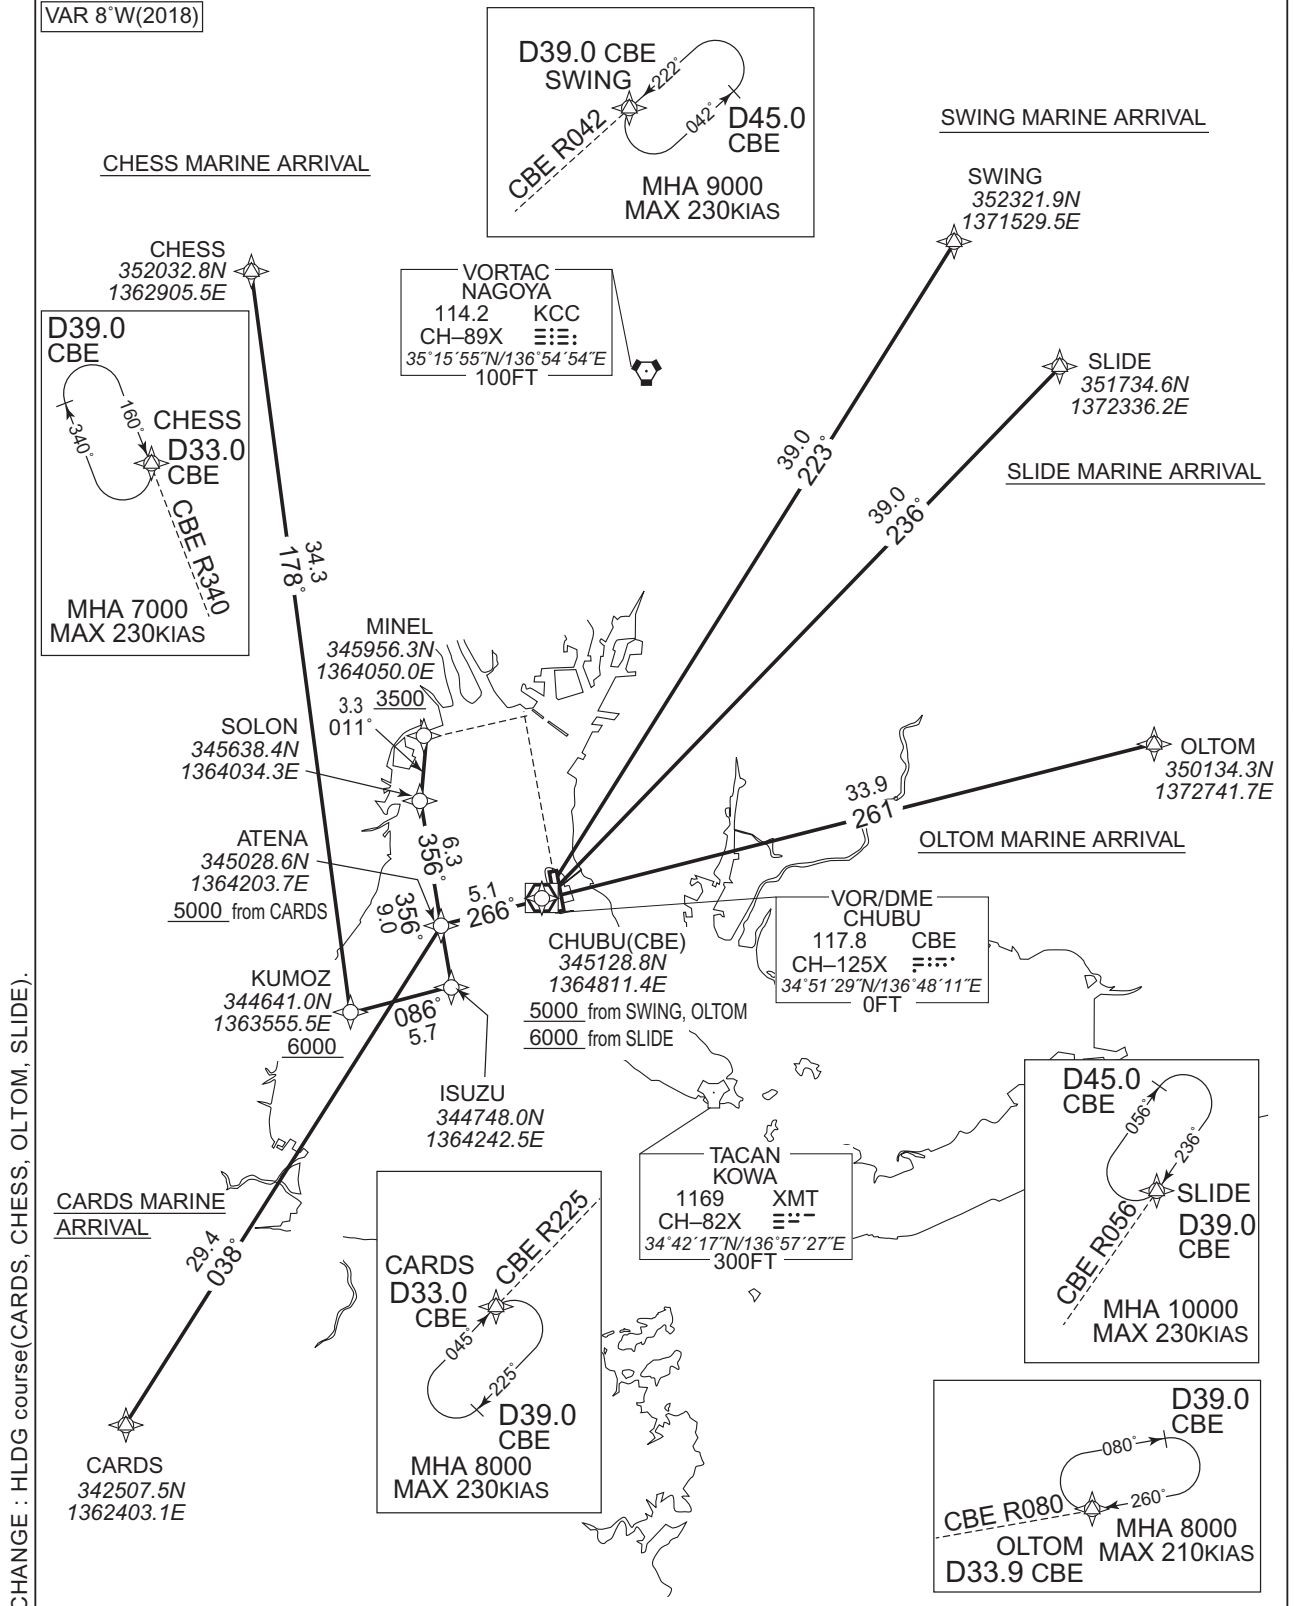 VAR 8°W(2018)
D39.0 CBE
SWING
222°
042°
D45.0
CBE
CBE R042
MHA 9000
MAX 230KIAS
SWING MARINE ARRIVAL
CHESS MARINE ARRIVAL
SWING
352321.9N
1371529.5E
CHESS
352032.8N
1362905.5E
VORTAC
NAGOYA
114.2 KCC
CH–89X
35°15´55˝N/136°54´54˝E
100FT
D39.0
CBE
160°
340°
CHESS
D33.0
CBE
CBE R340
MHA 7000
MAX 230KIAS
SLIDE
351734.6N
1372336.2E
39.0
223°
SLIDE MARINE ARRIVAL
39.0
236°
34.3
178°
MINEL
345956.3N
1364050.0E
3500
3.3
011°
SOLON
345638.4N
1364034.3E
OLTOM
350134.3N
1372741.7E
33.9
261
OLTOM MARINE ARRIVAL
ATENA
345028.6N
1364203.7E
5000 from CARDS
6.3
356°
356°
9.0
5.1
266°
VOR/DME
CHUBU
117.8 CBE
CH–125X
34°51´29˝N/136°48´11˝E
0FT
CHUBU(CBE)
345128.8N
1364811.4E
5000 from SWING, OLTOM
6000 from SLIDE
KUMOZ
344641.0N
1363555.5E
6000
086°
5.7
ISUZU
344748.0N
1364242.5E
D45.0
CBE
056°
236°
SLIDE
D39.0
CBE
CBE R056
MHA 10000
MAX 230KIAS
TACAN
KOWA
1169 XMT
CH–82X
34°42´17˝N/136°57´27˝E
300FT
CARDS MARINE
ARRIVAL
29.4
038°
CBE R225
CARDS
D33.0
CBE
045°
225°
D39.0
CBE
MHA 8000
MAX 230KIAS
CARDS
342507.5N
1362403.1E
D39.0
CBE
080°
260°
CBE R080
OLTOM
D33.9 CBE
MHA 8000
MAX 210KIAS
CHANGE : HLDG course(CARDS, CHESS, OLTOM, SLIDE).